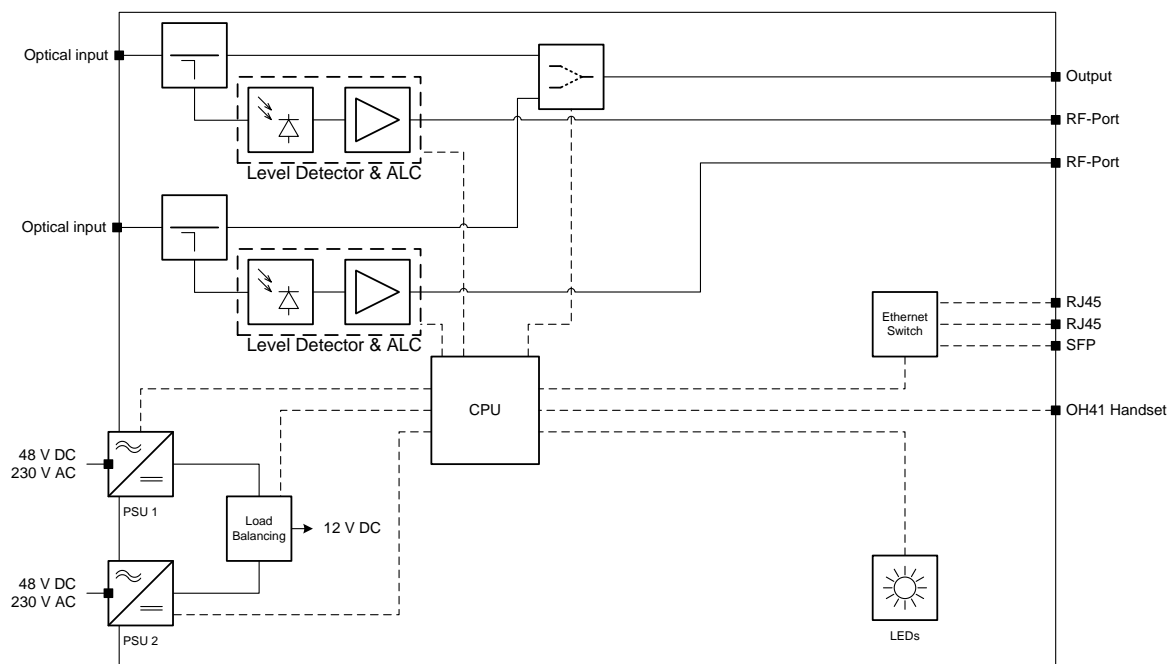 Optical input
Output
RF-Port
RF-Port
Level Detector & ALC
Optical input
Level Detector & ALC
Ethernet
Switch
RJ45
RJ45
SFP
CPU
OH41 Handset
48 V DC
230 V AC
PSU 1
Load
Balancing
12 V DC
48 V DC
230 V AC
PSU 2
LEDs